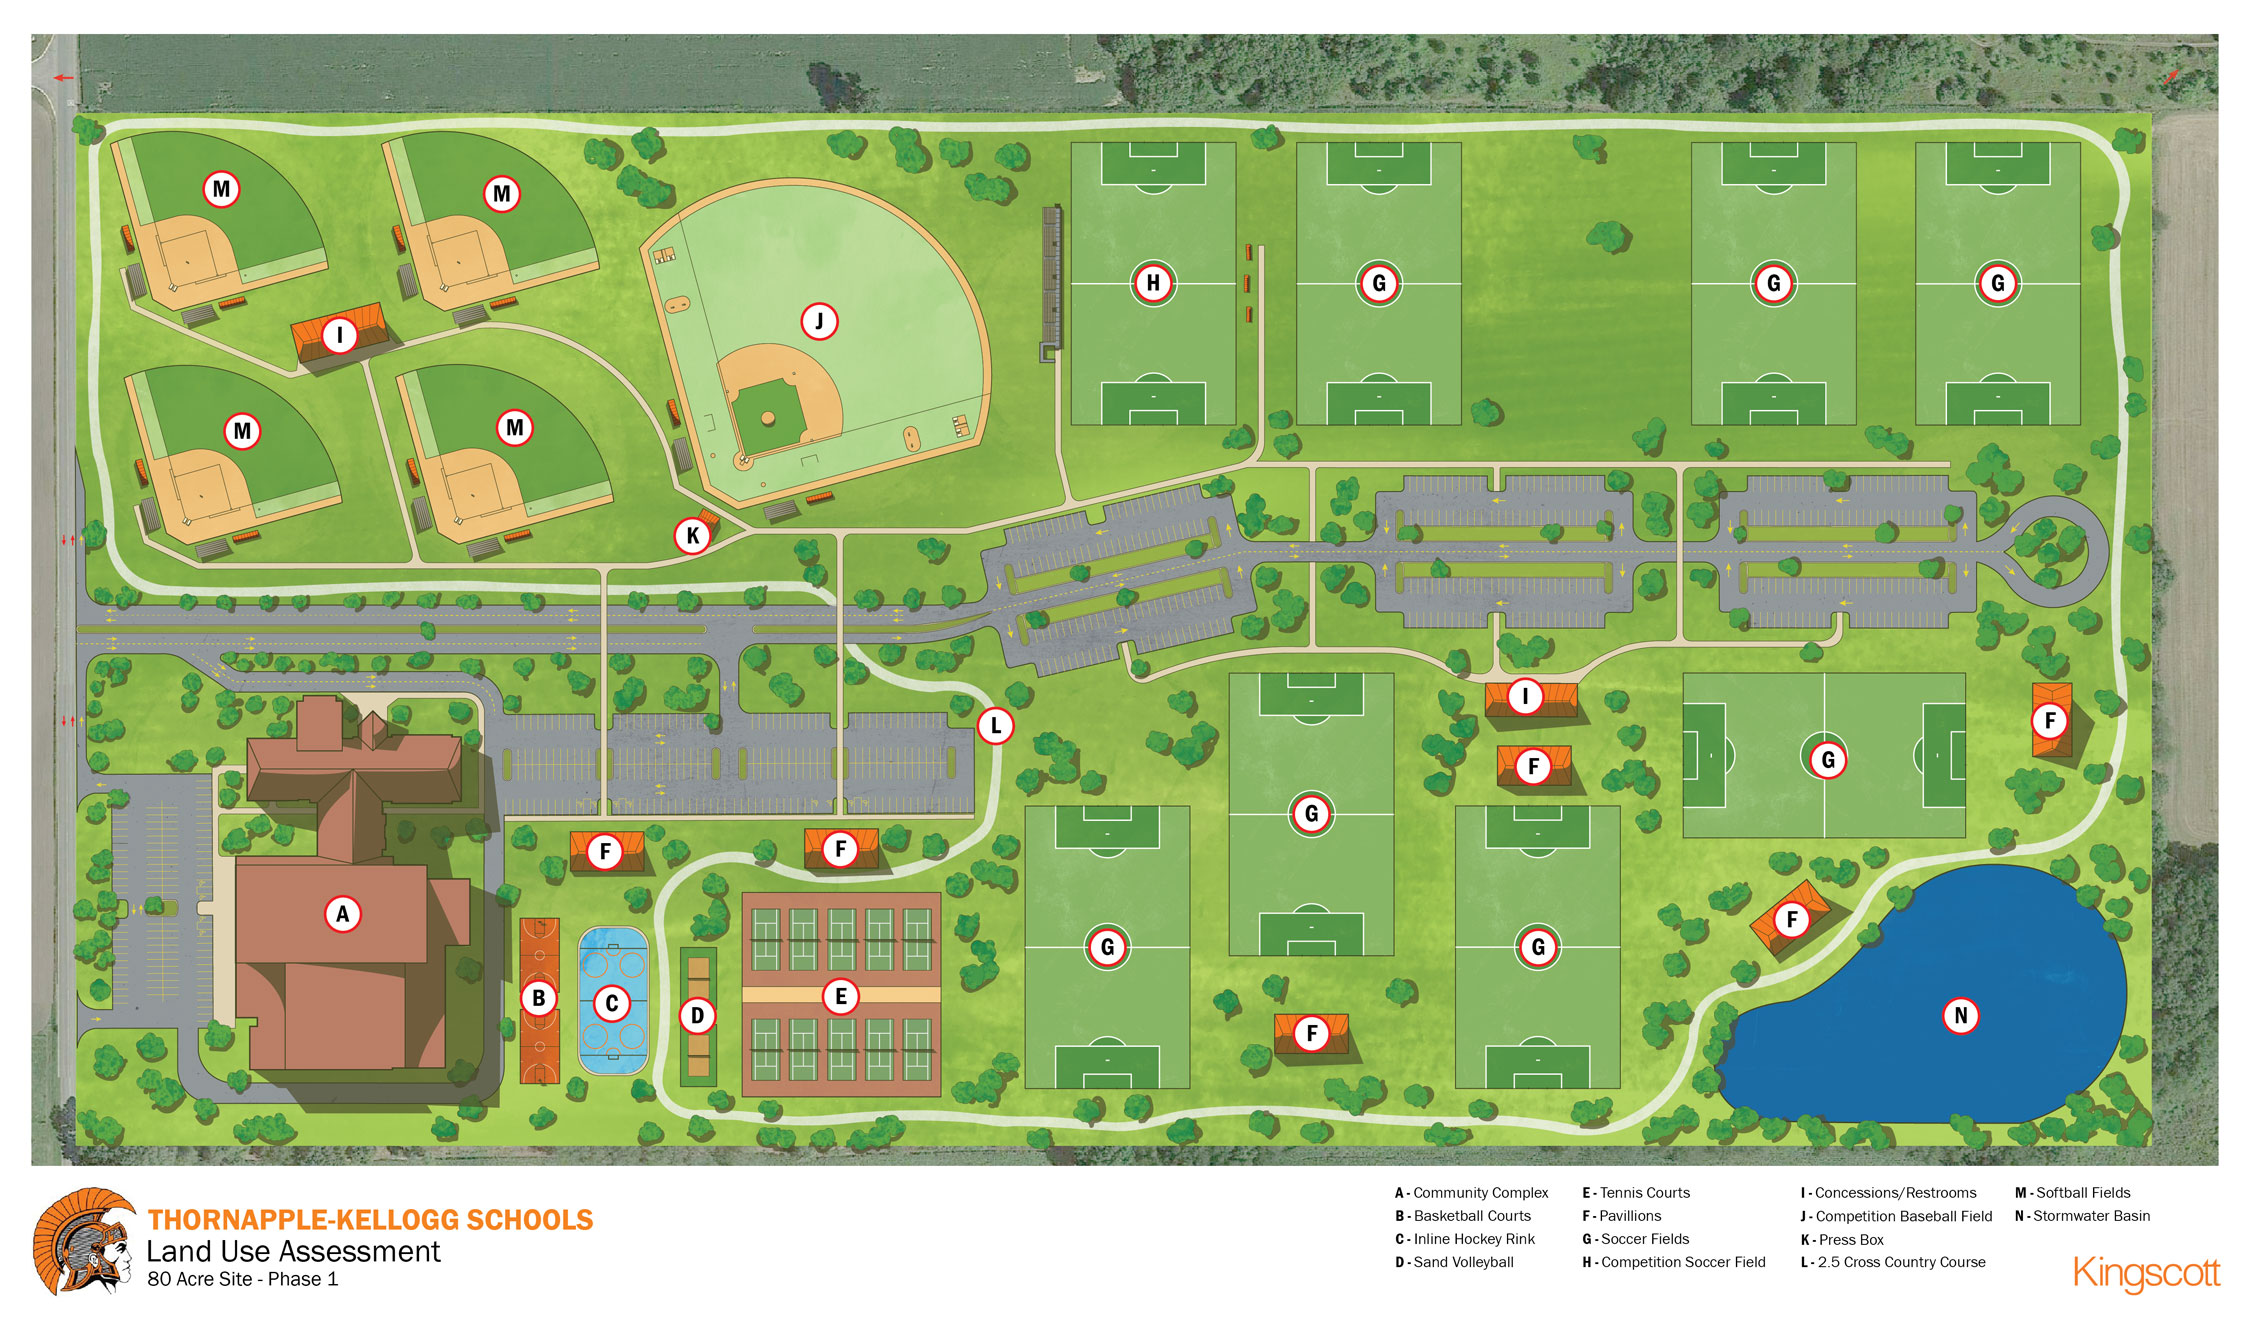 M
M
H
G
G
G
J
I
M
M
K
I
F
L
F
G
G
F
F
A
F
G
G
B
C
D
E
F
N
THORNAPPLE-KELLOGG SCHOOLS
Land Use Assessment
80 Acre Site - Phase 1
A - Community Complex
B - Basketball Courts
C - Inline Hockey Rink
D - Sand Volleyball
E - Tennis Courts
F - Pavillions
G - Soccer Fields
H - Competition Soccer Field
I - Concessions/Restrooms
J - Competition Baseball Field
K - Press Box
L - 2.5 Cross Country Course
M - Softball Fields
N - Stormwater Basin
Kingscott